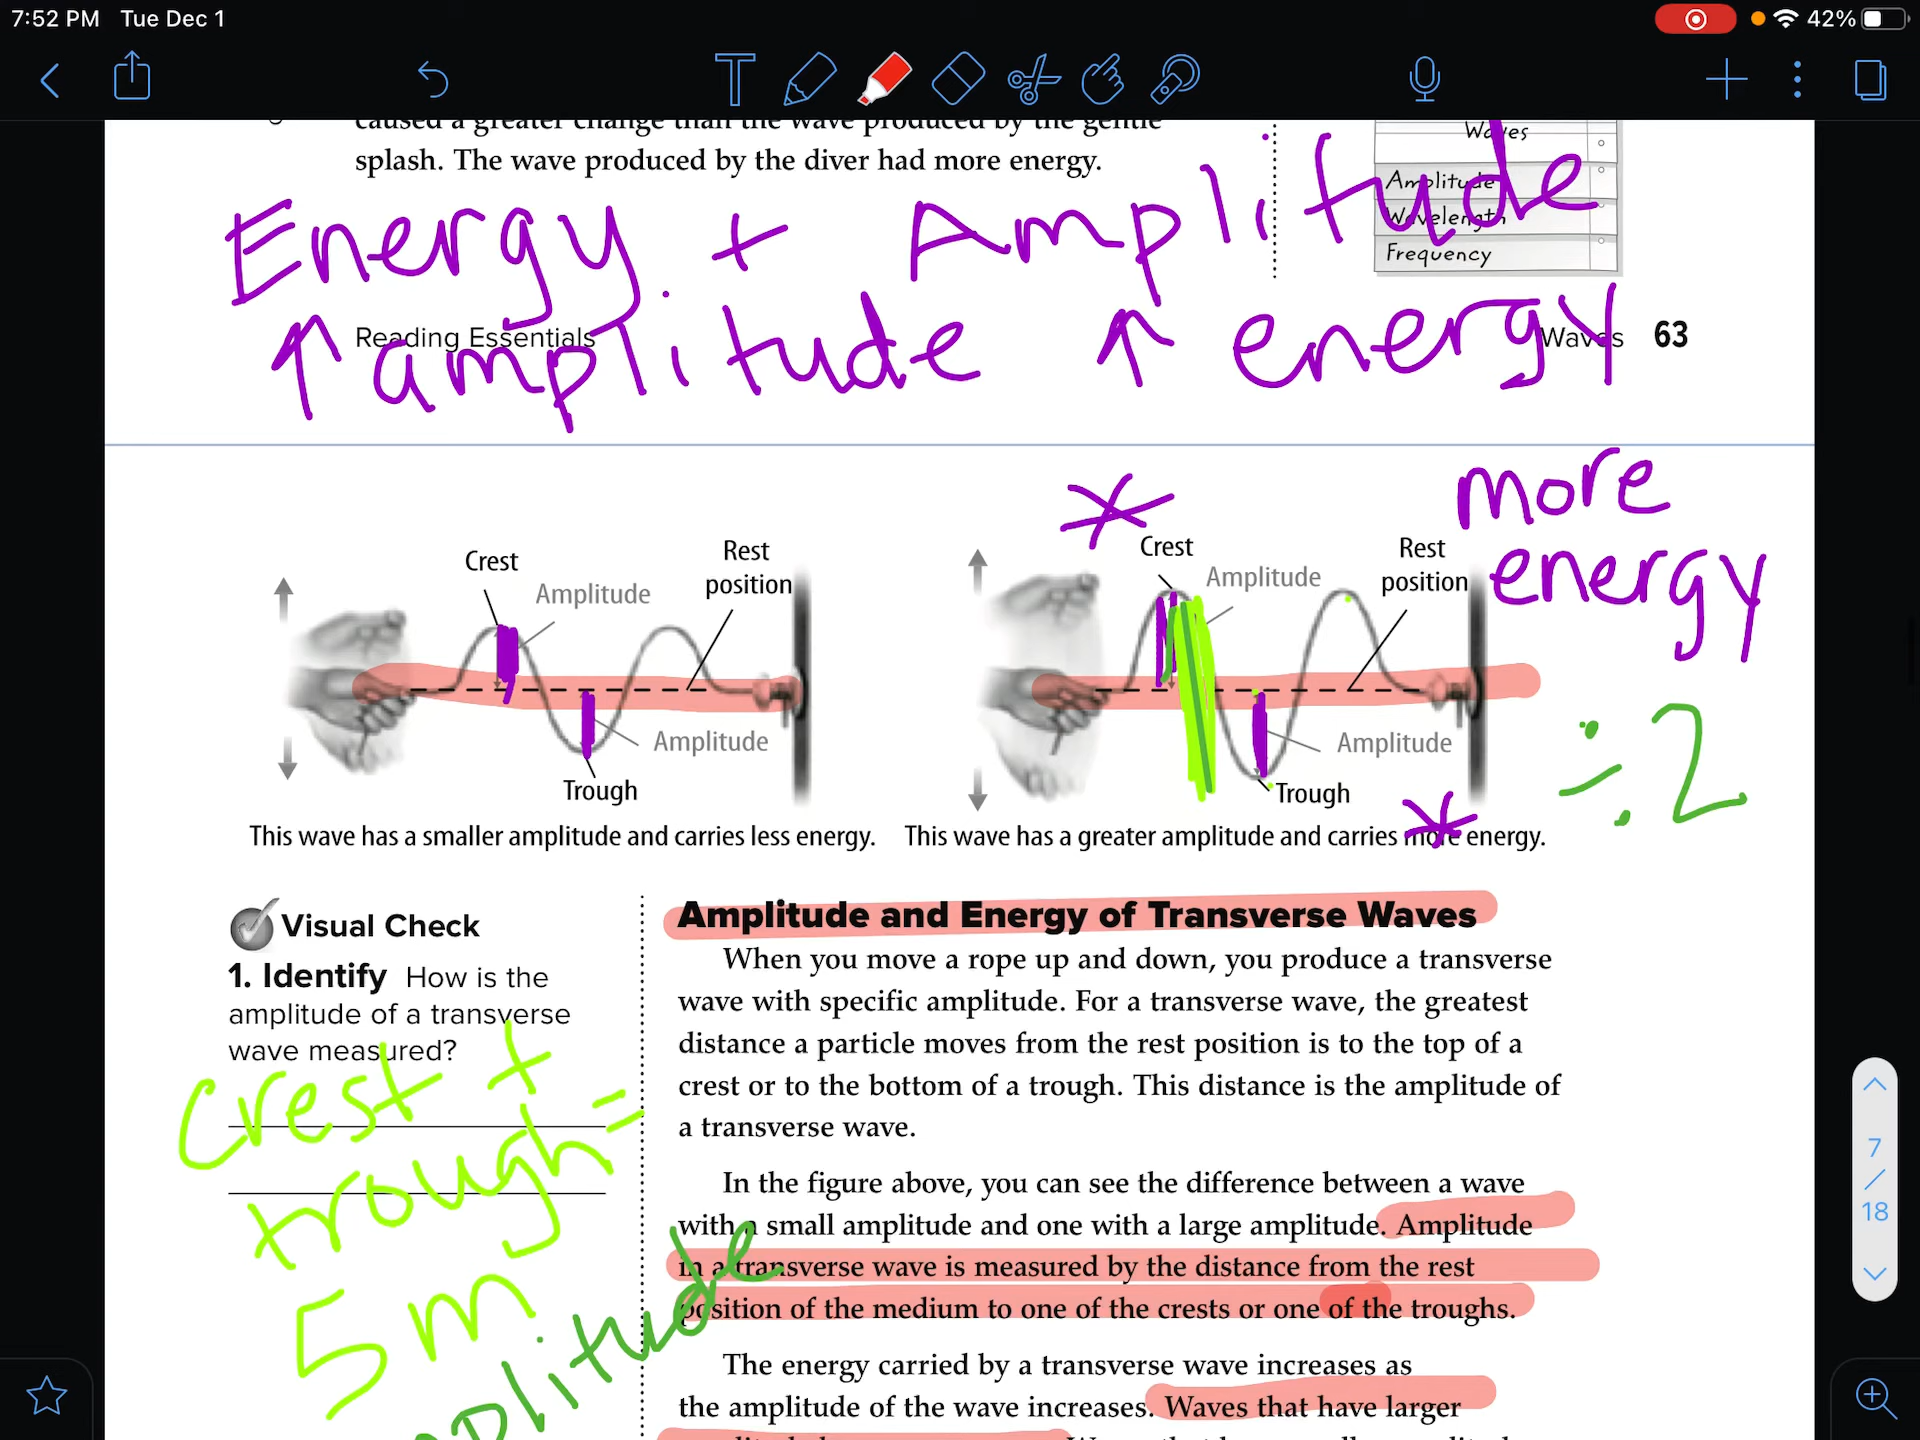 7:52 PM Tue Dec 1
42%
caused a greater change than the wave produced by the gentle
splash. The wave produced by the diver had more energy.
Waves
Amplitude
Wavelength
Frequency
Energy + Amplitude
Reading Essentials
Waves 63
↑ amplitude ↑ energy
more
energy
÷2
Crest
Amplitude
Rest
position
Amplitude
Trough
This wave has a smaller amplitude and carries less energy.
Crest
Amplitude
Rest
position
Amplitude
Trough
This wave has a greater amplitude and carries more energy.
Visual Check
1. Identify How is the
amplitude of a transverse
wave measured?
Crest +
trough =
5m
Amplitude and Energy of Transverse Waves
When you move a rope up and down, you produce a transverse
wave with specific amplitude. For a transverse wave, the greatest
distance a particle moves from the rest position is to the top of a
crest or to the bottom of a trough. This distance is the amplitude of
a transverse wave.
In the figure above, you can see the difference between a wave
with a small amplitude and one with a large amplitude. Amplitude
in a transverse wave is measured by the distance from the rest
position of the medium to one of the crests or one of the troughs.
The energy carried by a transverse wave increases as
the amplitude of the wave increases. Waves that have larger
7
/
18